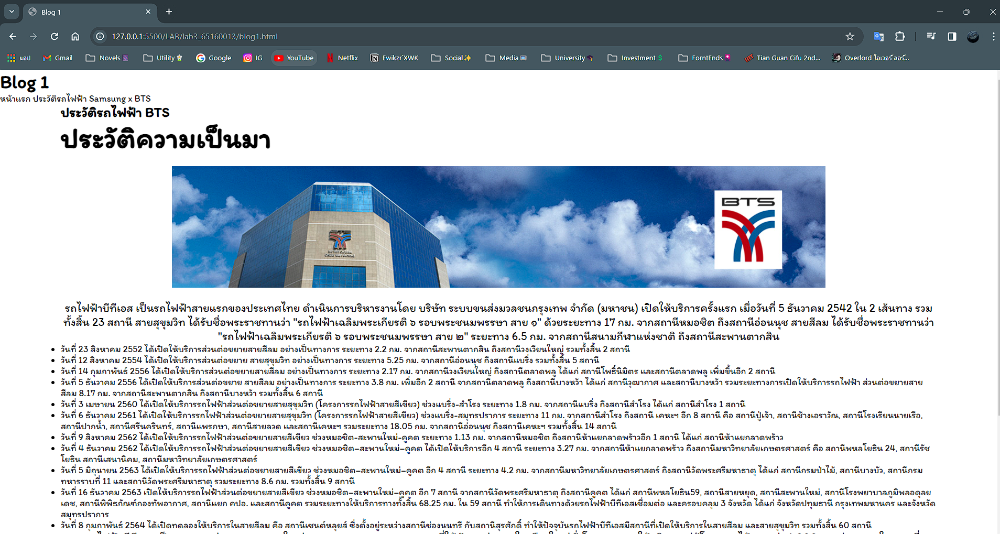 Blog 1
127.0.0.1:5500/LAB/lab3_65160013/blog1.html
แอป Gmail Novels Utility Google IG YouTube Netflix Ewikzr`XWK Social Media University Investment FrontEnds Tian Guan Cifu 2nd... Overlord โอเวอร์ ลอร์...
Blog 1
หน้าแรก ประวัติรถไฟฟ้า Samsung x BTS
ประวัติรถไฟฟ้า BTS
ประวัติความเป็นมา
BTS
รถไฟฟ้าบีทีเอส เป็นรถไฟฟ้าสายแรกของประเทศไทย ดำเนินการบริหารงานโดย บริษัท ระบบขนส่งมวลชนกรุงเทพ จำกัด (มหาชน) เปิดให้บริการครั้งแรก เมื่อวันที่ 5 ธันวาคม 2542 ใน 2 เส้นทาง รวม
ทั้งสิ้น 23 สถานี สายสุขุมวิท ได้รับชื่อพระราชทานว่า "รถไฟฟ้าเฉลิมพระเกียรติ ๖ รอบพระชนมพรรษา สาย ๑" ด้วยระยะทาง 17 กม. จากสถานีหมอชิต ถึงสถานีอ่อนนุช สายสีลม ได้รับชื่อพระราชทานว่า
"รถไฟฟ้าเฉลิมพระเกียรติ ๖ รอบพระชนมพรรษา สาย ๒" ระยะทาง 6.5 กม. จากสถานีสนามกีฬาแห่งชาติ ถึงสถานีสะพานตากสิน
วันที่ 23 สิงหาคม 2552 ได้เปิดให้บริการส่วนต่อขยายสายสีลม อย่างเป็นทางการ ระยะทาง 2.2 กม. จากสถานีสะพานตากสิน ถึงสถานีวงเวียนใหญ่ รวมทั้งสิ้น 2 สถานี
วันที่ 12 สิงหาคม 2554 ได้เปิดให้บริการส่วนต่อขยาย สายสุขุมวิท อย่างเป็นทางการ ระยะทาง 5.25 กม. จากสถานีอ่อนนุช ถึงสถานีแบริ่ง รวมทั้งสิ้น 5 สถานี
วันที่ 14 กุมภาพันธ์ 2556 ได้เปิดให้บริการส่วนต่อขยายสายสีลม อย่างเป็นทางการ ระยะทาง 2.17 กม. จากสถานีวงเวียนใหญ่ ถึงสถานีตลาดพลู ได้แก่ สถานีโพธิ์นิมิตร และสถานีตลาดพลู เพิ่มขึ้นอีก 2 สถานี
วันที่ 5 ธันวาคม 2556 ได้เปิดให้บริการส่วนต่อขยาย สายสีลม อย่างเป็นทางการ ระยะทาง 3.8 กม. เพิ่มอีก 2 สถานี จากสถานีตลาดพลู ถึงสถานีบางหว้า ได้แก่ สถานีวุฒากาศ และสถานีบางหว้า รวมระยะทางการเปิดให้บริการรถไฟฟ้า ส่วนต่อขยายสาย
สีลม 8.17 กม. จากสถานีสะพานตากสิน ถึงสถานีบางหว้า รวมทั้งสิ้น 6 สถานี
วันที่ 3 เมษายน 2560 ได้เปิดให้บริการรถไฟฟ้าส่วนต่อขยายสายสุขุมวิท (โครงการรถไฟฟ้าสายสีเขียว) ช่วงแบริ่ง-สำโรง ระยะทาง 1.8 กม. จากสถานีแบริ่ง ถึงสถานีสำโรง ได้แก่ สถานีสำโรง 1 สถานี
วันที่ 6 ธันวาคม 2561 ได้เปิดให้บริการรถไฟฟ้าส่วนต่อขยายสายสุขุมวิท (โครงการรถไฟฟ้าสายสีเขียว) ช่วงแบริ่ง-สมุทรปราการ ระยะทาง 11 กม. จากสถานีสำโรง ถึงสถานี เคหะฯ อีก 8 สถานี คือ สถานีปู่เจ้า, สถานีช้างเอราวัณ, สถานีโรงเรียนนายเรือ,
สถานีปากน้ำ, สถานีศรีนครินทร์, สถานีแพรกษา, สถานีสายลวด และสถานีเคหะฯ รวมระยะทาง 18.05 กม. จากสถานีอ่อนนุช ถึงสถานีเคหะฯ รวมทั้งสิ้น 14 สถานี
วันที่ 9 สิงหาคม 2562 ได้เปิดให้บริการรถไฟฟ้าส่วนต่อขยายสายสีเขียว ช่วงหมอชิต-สะพานใหม่-คูคต ระยะทาง 1.13 กม. จากสถานีหมอชิต ถึงสถานีห้าแยกลาดพร้าวอีก 1 สถานี ได้แก่ สถานีห้าแยกลาดพร้าว
วันที่ 4 ธันวาคม 2562 ได้เปิดให้บริการรถไฟฟ้าส่วนต่อขยายสายสีเขียว ช่วงหมอชิต–สะพานใหม่–คูคต ได้เปิดให้บริการอีก 4 สถานี ระยะทาง 3.27 กม. จากสถานีห้าแยกลาดพร้าว ถึงสถานีมหาวิทยาลัยเกษตรศาสตร์ คือ สถานีพหลโยธิน 24, สถานีรัช
โยธิน สถานีเสนานิคม, สถานีมหาวิทยาลัยเกษตรศาสตร์
วันที่ 5 มิถุนายน 2563 ได้เปิดให้บริการรถไฟฟ้าส่วนต่อขยายสายสีเขียว ช่วงหมอชิต–สะพานใหม่–คูคต อีก 4 สถานี ระยะทาง 4.2 กม. จากสถานีมหาวิทยาลัยเกษตรศาสตร์ ถึงสถานีวัดพระศรีมหาธาตุ ได้แก่ สถานีกรมป่าไม้, สถานีบางบัว, สถานีกรม
ทหารราบที่ 11 และสถานีวัดพระศรีมหาธาตุ รวมระยะทาง 8.6 กม. รวมทั้งสิ้น 9 สถานี
วันที่ 16 ธันวาคม 2563 เปิดให้บริการรถไฟฟ้าส่วนต่อขยายสายสีเขียว ช่วงหมอชิต–สะพานใหม่–คูคต อีก 7 สถานี จากสถานีวัดพระศรีมหาธาตุ ถึงสถานีคูคต ได้แก่ สถานีพหลโยธิน59, สถานีสายหยุด, สถานีสะพานใหม่, สถานีโรงพยาบาลภูมิพลอดุลย
เดช, สถานีพิพิธภัณฑ์กองทัพอากาศ, สถานีแยก คปอ. และสถานีคูคต รวมระยะทางให้บริการทางทั้งสิ้น 68.25 กม. ใน 59 สถานี ทำให้การเดินทางด้วยรถไฟฟ้าบีทีเอสเชื่อมต่อ และครอบคลุม 3 จังหวัด ได้แก่ จังหวัดปทุมธานี กรุงเทพมหานคร และจังหวัด
สมุทรปราการ
วันที่ 8 กุมภาพันธ์ 2564 ได้เปิดทดลองให้บริการในสายสีลม คือ สถานีเซนต์หลุยส์ ซึ่งตั้งอยู่ระหว่างสถานีช่องนนทรี กับสถานีสุรศักดิ์ ทำให้ปัจจุบันรถไฟฟ้าบีทีเอสมีสถานีที่เปิดให้บริการในสายสีลม และสายสุขุมวิท รวมทั้งสิ้น 60 สถานี